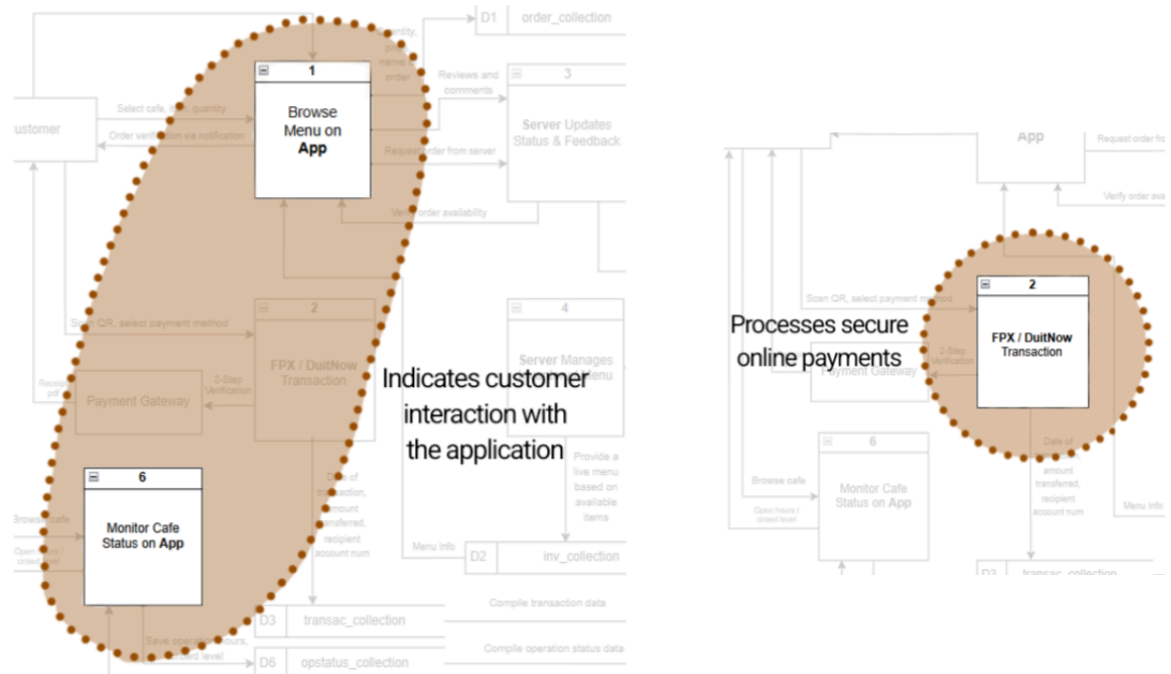 D1
order_collection
Quantity,
name
order
1
Browse
Menu on
App
Reviews and
comments
3
Server Updates
Status & Feedback
Select cafe, item, quantity
Order verification via notification
Request order from server
Verify order availability
2
FPX / DuitNow
Transaction
Scan QR, select payment method
2-Step
Verification
Receipt
pdf
Payment Gateway
4
Server Manages
Menu
Indicates customer
interaction with
the application
6
Monitor Cafe
Status on App
Browse cafe
Open hours /
crowd level
Date of
transaction,
amount
transferred,
recipient
account num
Provide a
live menu
based on
available
items
Menu Info
D2
inv_collection
D3
transac_collection
Compile transaction data
Save operation hours,
crowd level
D6
opstatus_collection
Compile operation status data
App
Request order fro
Verify order avai
Scan QR, select payment method
2
FPX / DuitNow
Transaction
Processes secure
online payments
2-Step
Verification
Payment Gateway
6
Monitor Cafe
Status on App
Browse cafe
Open hours /
crowd level
Date of
amount
transferred,
recipient
account num
Menu Info
D3
transac_collection